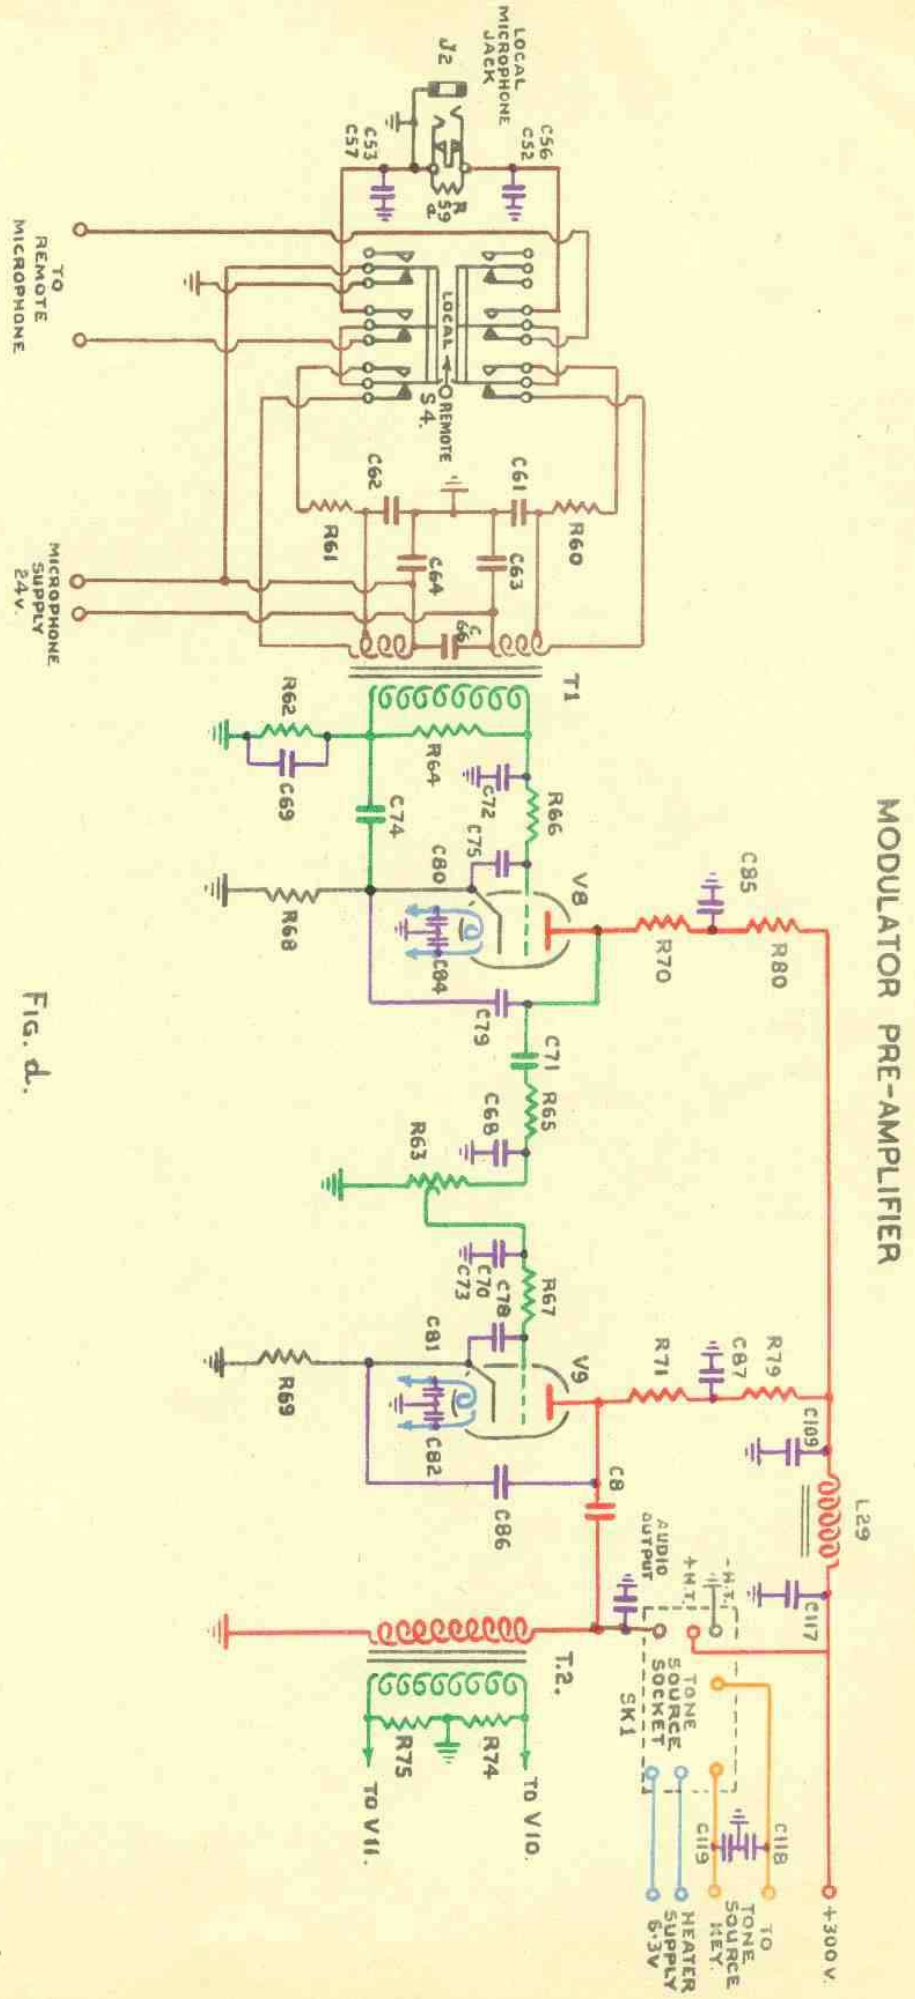 MODULATOR PRE-AMPLIFIER
LOCAL
MICROPHONE
JACK
J2
C56
C52
C53
C57
R
59
a
LOCAL
REMOTE
S4.
TO
REMOTE
MICROPHONE
MICROPHONE
SUPPLY
24v.
R60
C61
C62
R61
C63
C64
C
66
T1
R62
C69
R64
C74
C72
R66
C75
C80
C84
V8
R68
C79
R70
C85
R80
C71
R65
C68
R63
C70
C73
C78
R67
C81
C82
V9
R69
C86
R71
C87
R79
C109
L29
C117
C8
AUDIO
OUTPUT
+H.T.
-H.T.
TONE
SOURCE
SOCKET
SK1
T.2.
R74
R75
TO V10.
TO V11.
C118
C119
+300V.
TO
TONE
SOURCE
KEY.
HEATER
SUPPLY
6·3V
FIG. d.